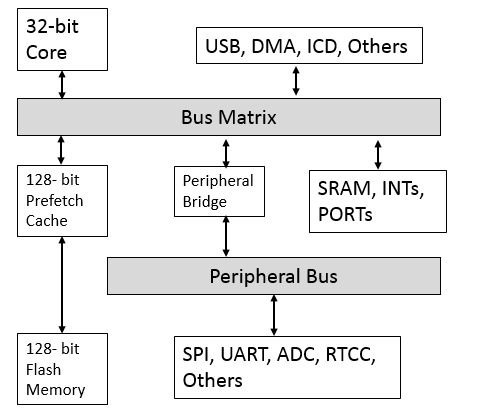 32-bit
Core
USB, DMA, ICD, Others
Bus Matrix
128- bit
Prefetch
Cache
Peripheral
Bridge
SRAM, INTs,
PORTs
Peripheral Bus
128- bit
Flash
Memory
SPI, UART, ADC, RTCC,
Others